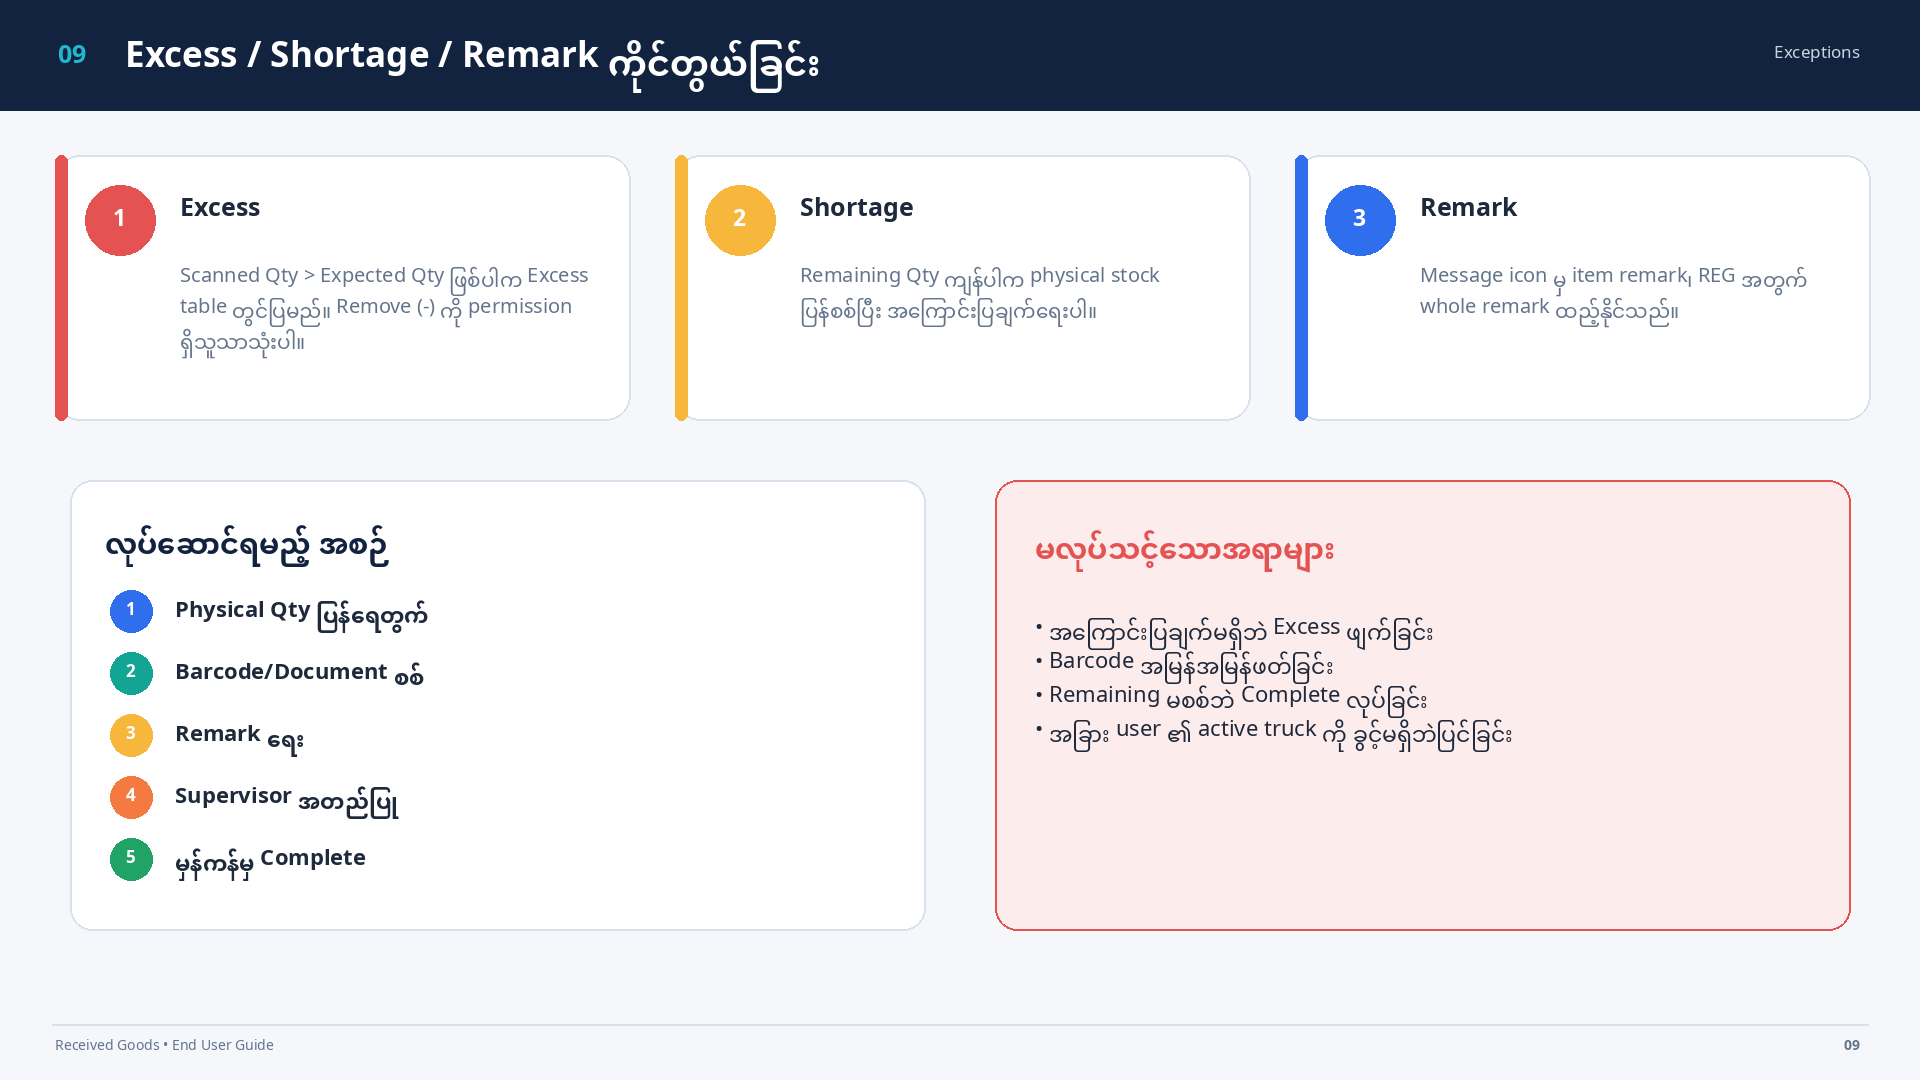 09
Excess / Shortage / Remark ကိုင်တွယ်ခြင်း
Exceptions
1
Excess
Scanned Qty > Expected Qty ဖြစ်ပါက Excess
table တွင်ပြမည်။ Remove (-) ကို permission
ရှိသူသာသုံးပါ။
2
Shortage
Remaining Qty ကျန်ပါက physical stock
ပြန်စစ်ပြီး အကြောင်းပြချက်ရေးပါ။
3
Remark
Message icon မှ item remark၊ REG အတွက်
whole remark ထည့်နိုင်သည်။
လုပ်ဆောင်ရမည့် အစဉ်
1 Physical Qty ပြန်ရေတွက်
2 Barcode/Document စစ်
3 Remark ရေး
4 Supervisor အတည်ပြု
5 မှန်ကန်မှ Complete
မလုပ်သင့်သောအရာများ
• အကြောင်းပြချက်မရှိဘဲ Excess ဖျက်ခြင်း
• Barcode အမြန်အမြန်ဖတ်ခြင်း
• Remaining မစစ်ဘဲ Complete လုပ်ခြင်း
• အခြား user ၏ active truck ကို ခွင့်မရှိဘဲပြင်ခြင်း
Received Goods • End User Guide
09